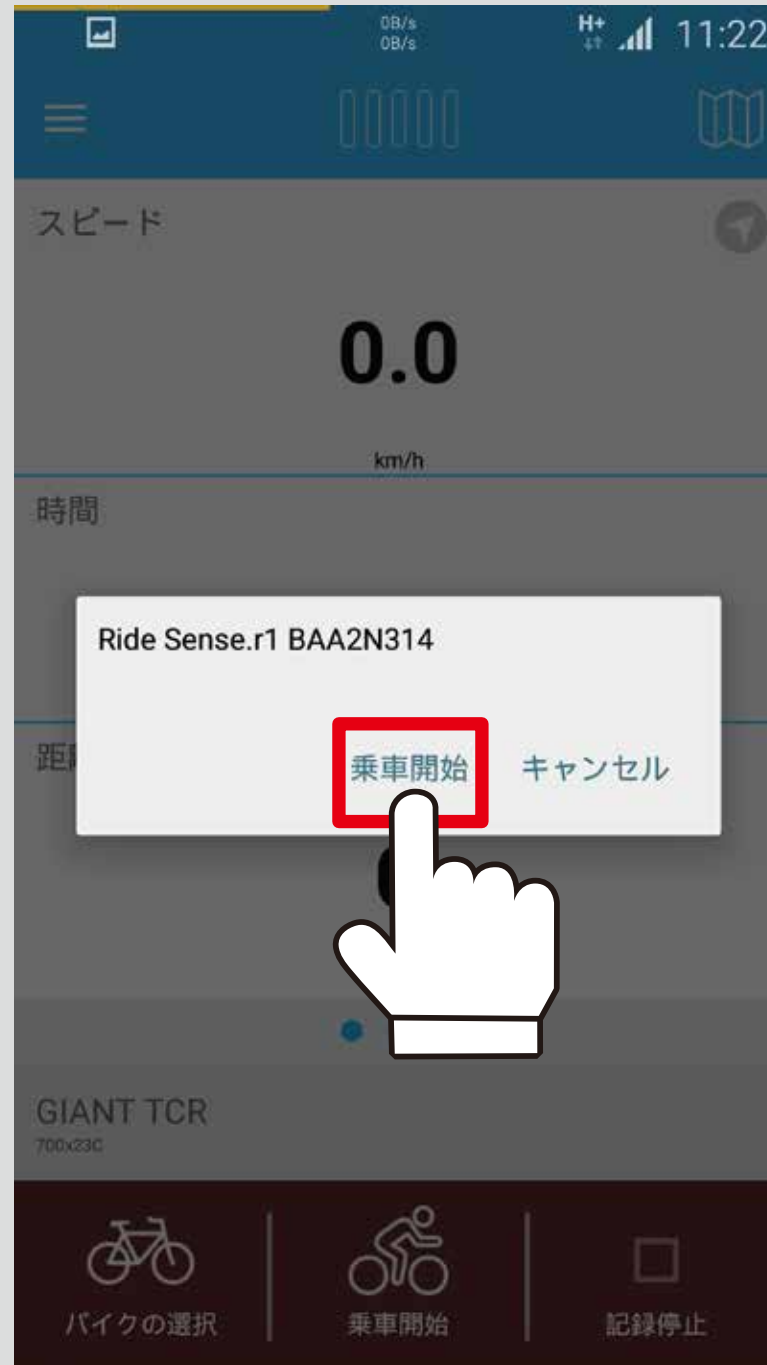 0B/s
0B/s
H+
11:22
スピード
0.0
km/h
時間
Ride Sense.r1 BAA2N314
距
乗車開始
キャンセル
GIANT TCR
700x23C
バイクの選択
乗車開始
記録停止